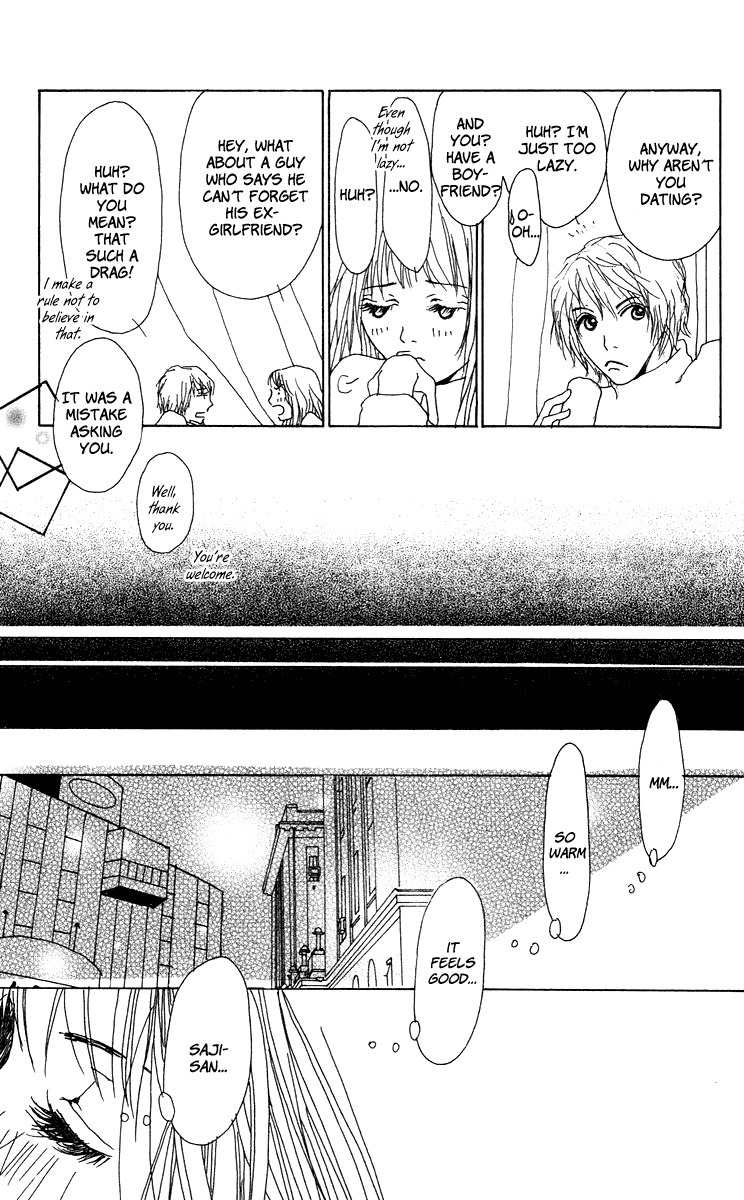 ANYWAY,
WHY AREN'T
YOU
DATING?
HUH? I'M
JUST TOO
LAZY.
O-
OH...
AND
YOU?
HAVE A
BOY-
FRIEND?
...NO.
Even
though
I'm not
lazy...
HUH?
HEY, WHAT
ABOUT A GUY
WHO SAYS HE
CAN'T FORGET
HIS EX-
GIRLFRIEND?
HUH?
WHAT DO
YOU
MEAN?
THAT
SUCH A
DRAG!
I make a
rule not to
believe in
that.
IT WAS A
MISTAKE
ASKING
YOU.
Well,
thank
you.
You're
welcome.
MM...
SO
WARM
...
IT
FEELS
GOOD...
SAJI-
SAN...